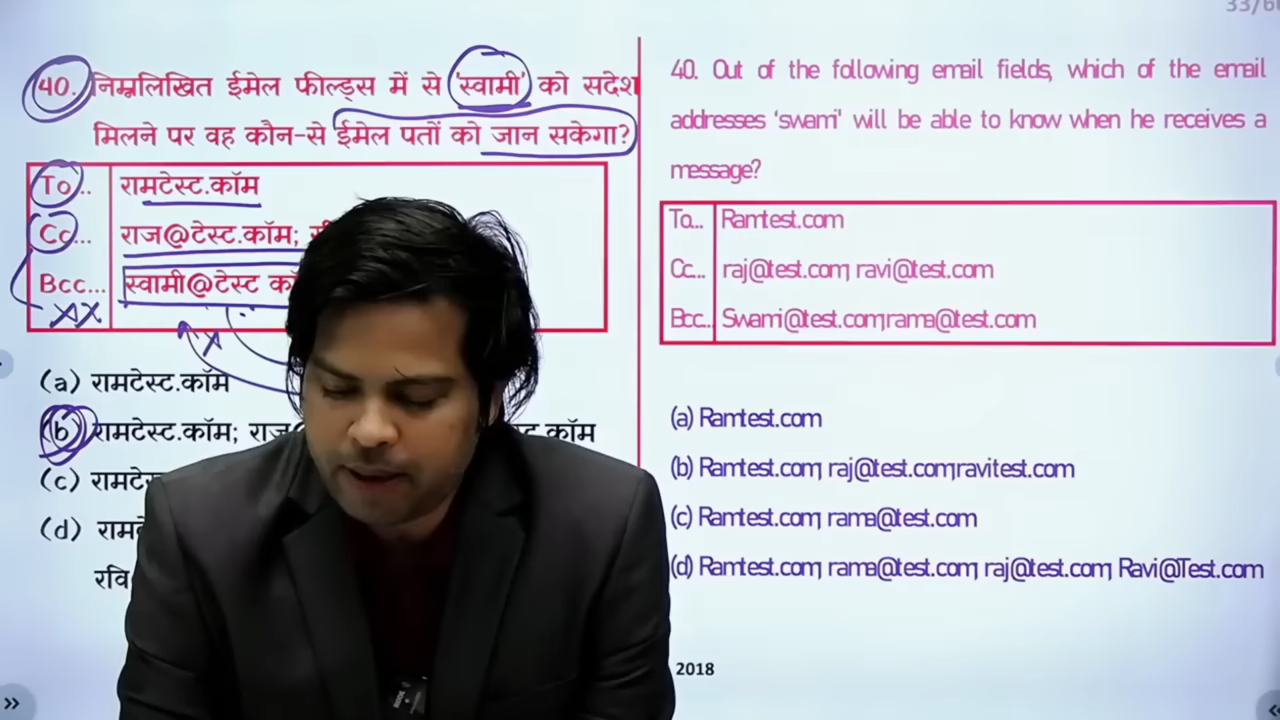 33/6
40. निम्नलिखित ईमेल फील्ड्स में से 'स्वामी' को सदेश
मिलने पर वह कौन-से ईमेल पतों को जान सकेगा?
To... रामटेस्ट.कॉम
Cc... राज@टेस्ट.कॉम;
Bcc... स्वामी@टेस्ट
(a) रामटेस्ट.कॉम
(b) रामटेस्ट.कॉम; कॉम
(c)
(d)
रवि
40. Out of the following email fields, which of the email
addresses 'swami' will be able to know when he receives a
message?
To... Ramtest.com
Cc... raj@test.com; ravi@test.com
Bcc... Swami@test.com;rama@test.com
(a) Ramtest.com
(b) Ramtest.com; raj@test.com;ravitest.com
(c) Ramtest.com; rama@test.com
(d) Ramtest.com; rama@test.com; raj@test.com; Ravi@Test.com
2018